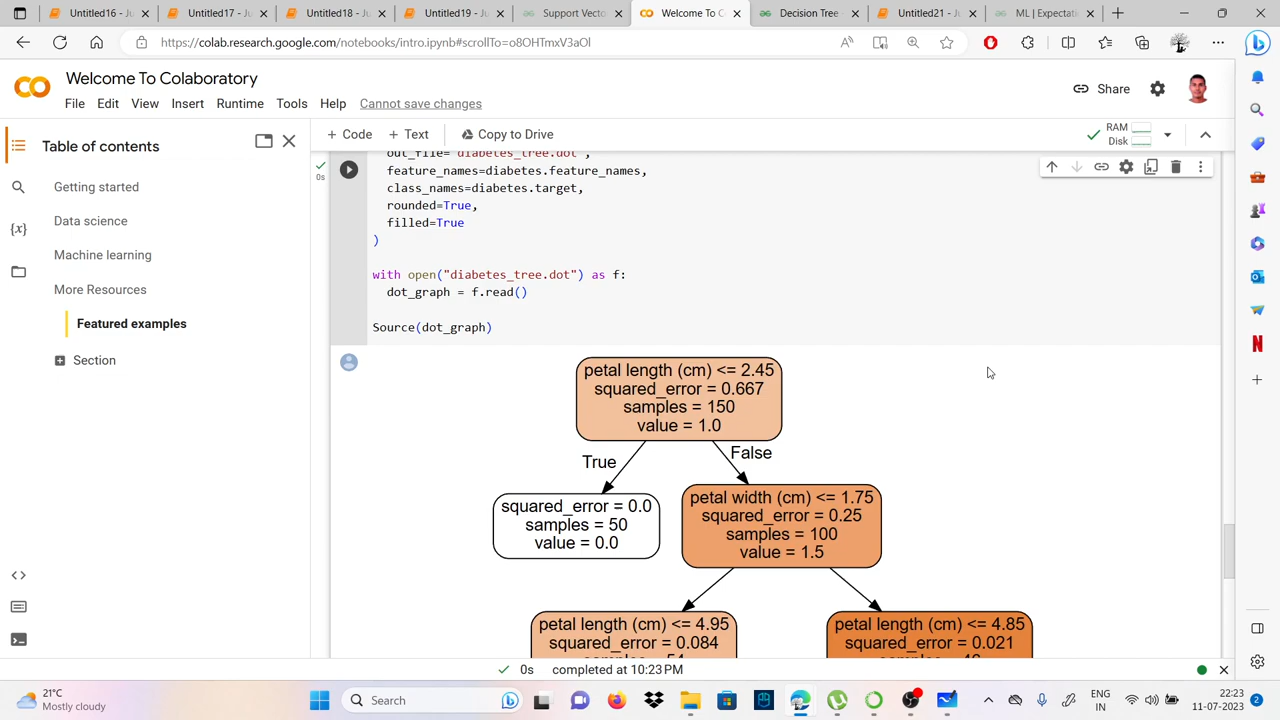 Untitled16 - Ju
Untitled17 - Ju
Untitled18 - Ju
Untitled19 - Ju
Support Vecto
Welcome To C
Decision Tree -
Untitled21 - Ju
ML | Expectati
https://colab.research.google.com/notebooks/intro.ipynb#scrollTo=o8OHTmxV3aOl
Welcome To Colaboratory
File Edit View Insert Runtime Tools Help Cannot save changes
Share
+ Code + Text Copy to Drive
RAM
Disk
Table of contents
Getting started
Data science
Machine learning
More Resources
Featured examples
Section
{x}
0s
out_file="diabetes_tree.dot",
feature_names=diabetes.feature_names,
class_names=diabetes.target,
rounded=True,
filled=True
)
with open("diabetes_tree.dot") as f:
dot_graph = f.read()
Source(dot_graph)
petal length (cm) <= 2.45
squared_error = 0.667
samples = 150
value = 1.0
True
False
squared_error = 0.0
samples = 50
value = 0.0
petal width (cm) <= 1.75
squared_error = 0.25
samples = 100
value = 1.5
petal length (cm) <= 4.95
squared_error = 0.084
petal length (cm) <= 4.85
squared_error = 0.021
0s completed at 10:23 PM
21°C
Mostly cloudy
Search
ENG
IN
22:23
11-07-2023
2